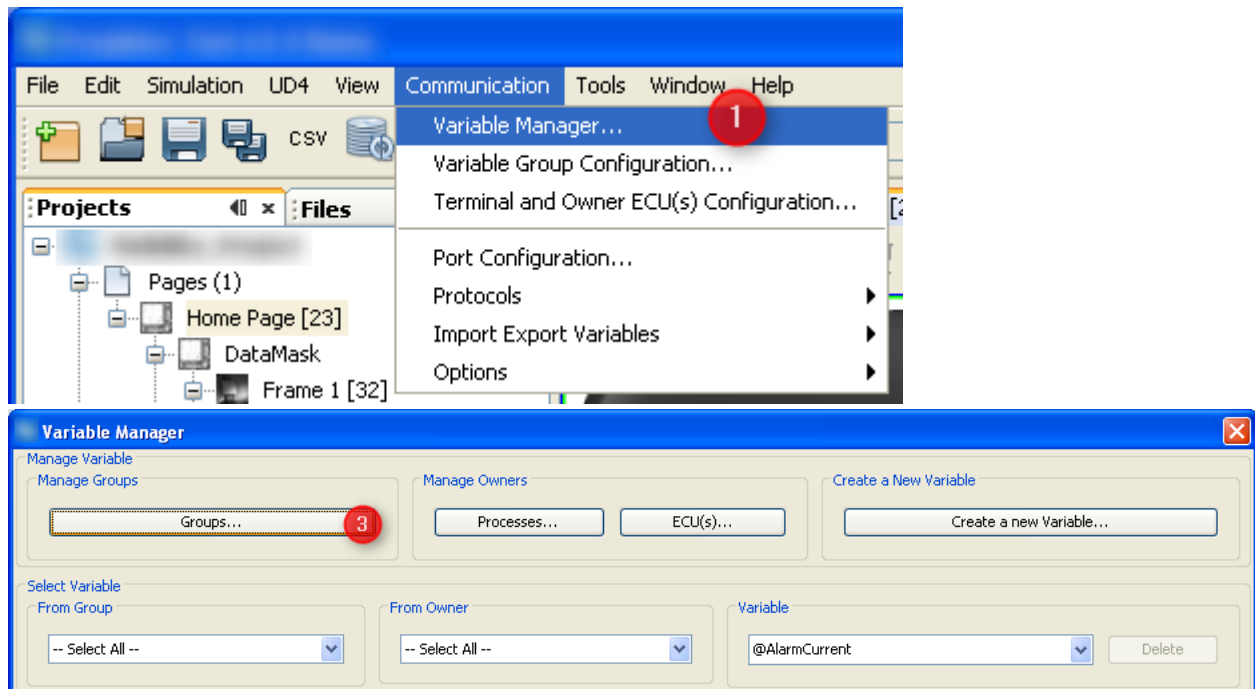 File Edit Simulation UD4 View Communication Tools Window Help
Variable Manager... 1
CSV
Variable Group Configuration...
Projects Files
Terminal and Owner ECU(s) Configuration...
Port Configuration...
Pages (1)
Protocols
Home Page [23]
Import Export Variables
DataMask
Options
Frame 1 [32]
Variable Manager
Manage Variable
Manage Groups Manage Owners Create a New Variable
Groups... 3 Processes... ECU(s)... Create a new Variable...
Select Variable
From Group From Owner Variable
-- Select All -- -- Select All -- @AlarmCurrent Delete